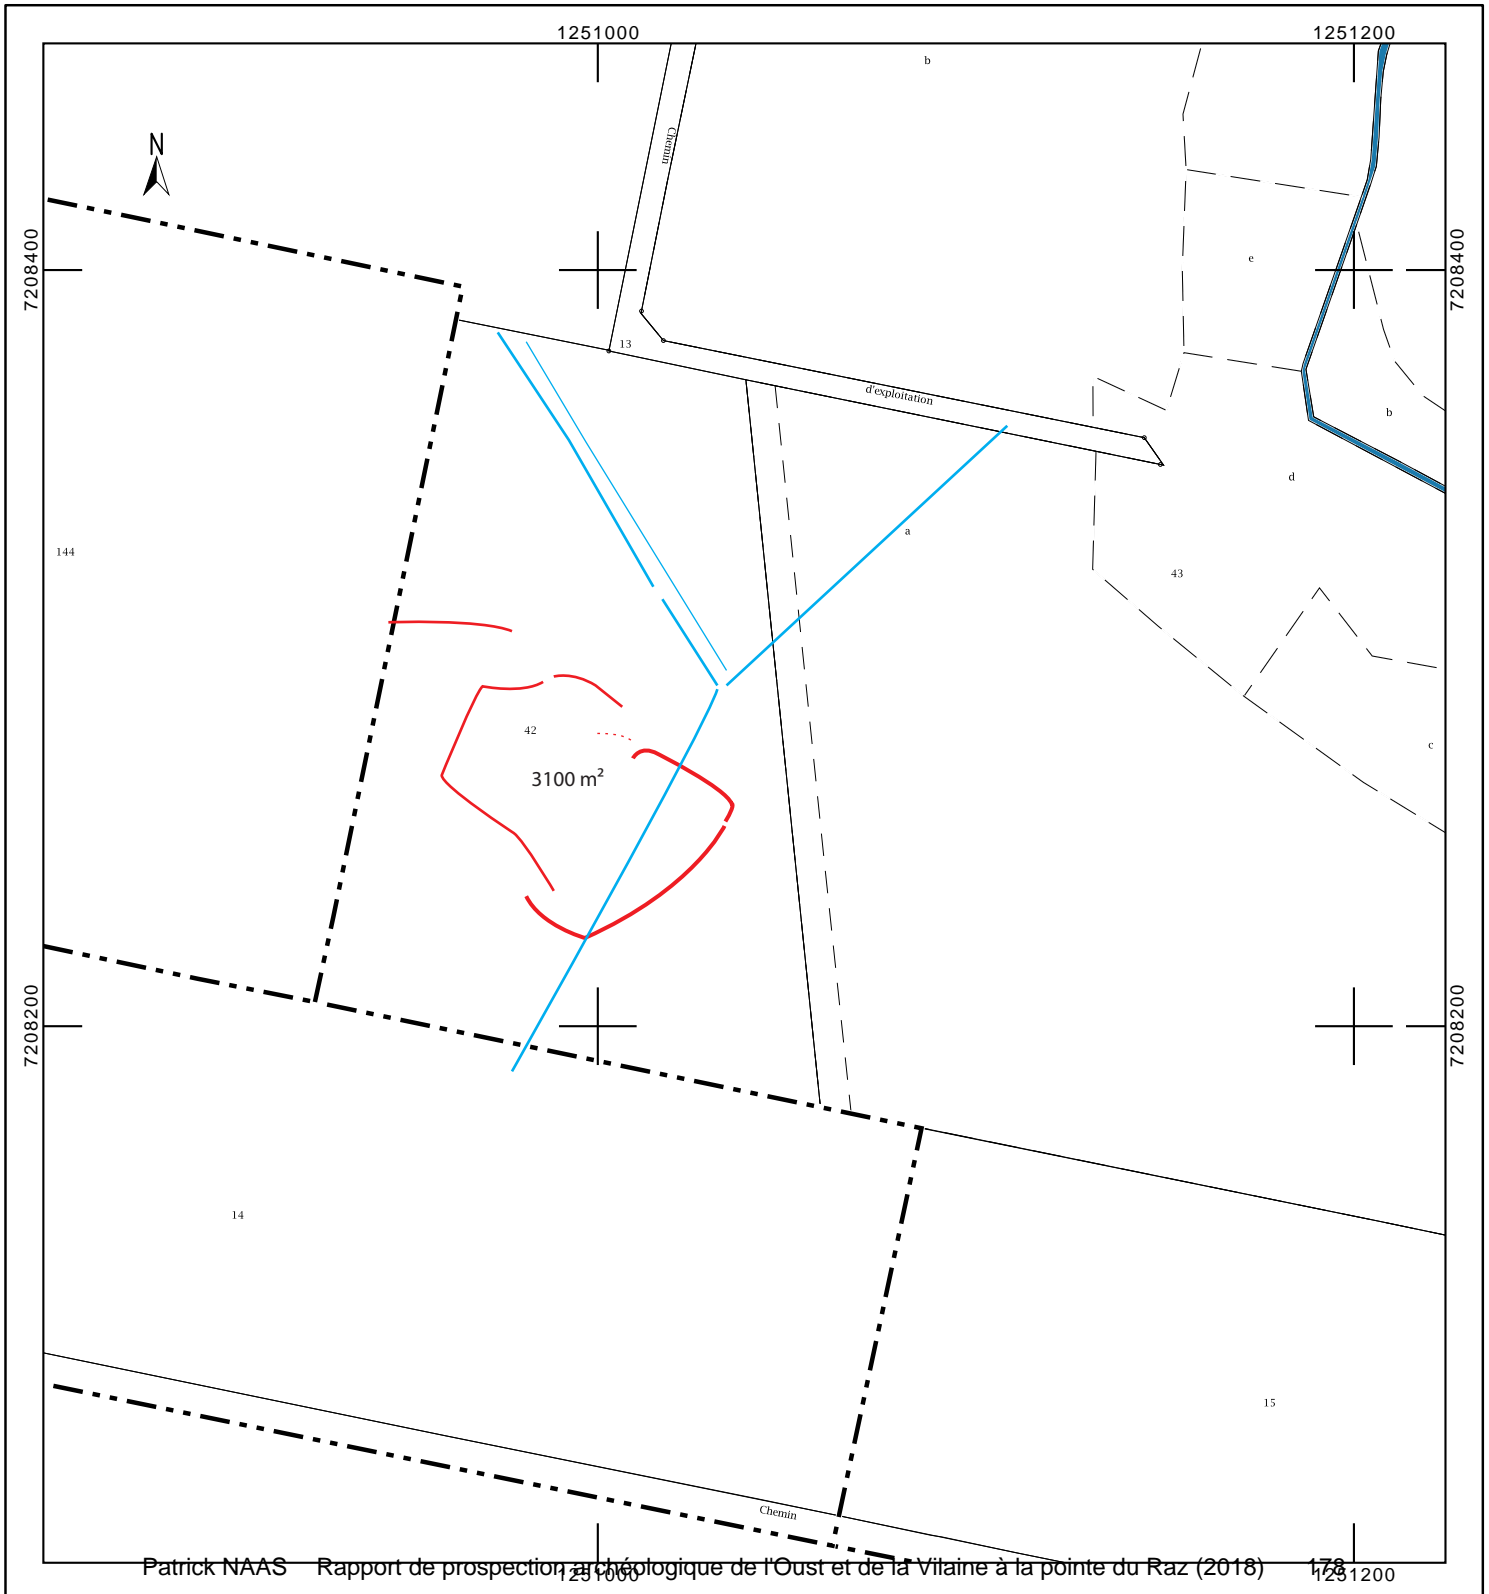 1251000 1251200
b
N
Chemin
7208400 7208400
e
13
d'exploitation
b
d
a
144
43
42
c
3100 m²
7208200 7208200
14
15
Chemin
Patrick NAAS Rapport de prospection archéologique de l'Oust et de la Vilaine à la pointe du Raz (2018) 178
1251000 1251200